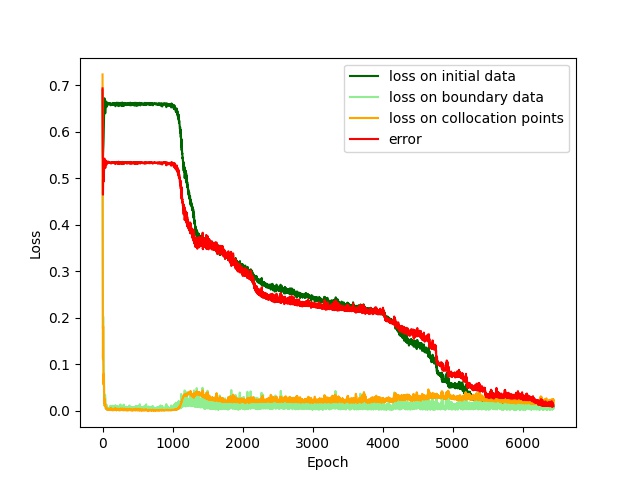 loss on initial data
loss on boundary data
loss on collocation points
error
Loss
0.7
0.6
0.5
0.4
0.3
0.2
0.1
0.0
0 1000 2000 3000 4000 5000 6000
Epoch